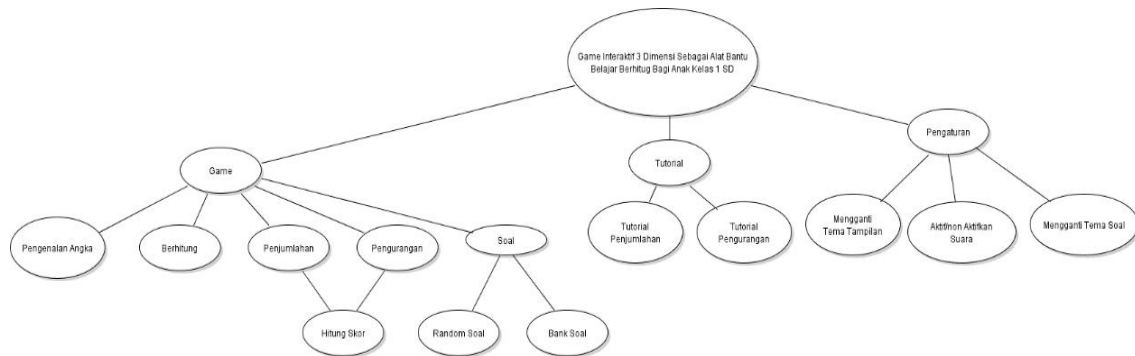 Game Interaktif 3 Dimensi Sebagai Alat Bantu
Belajar Berhitug Bagi Anak Kelas 1 SD
Pengaturan
Tutorial
Game
Mengganti
Tema Tampilan
Aktif/non Aktifkan
Suara
Mengganti Tema Soal
Tutorial
Penjumlahan
Tutorial
Pengurangan
Pengenalan Angka
Berhitung
Penjumlahan
Pengurangan
Soal
Hitung Skor
Random Soal
Bank Soal